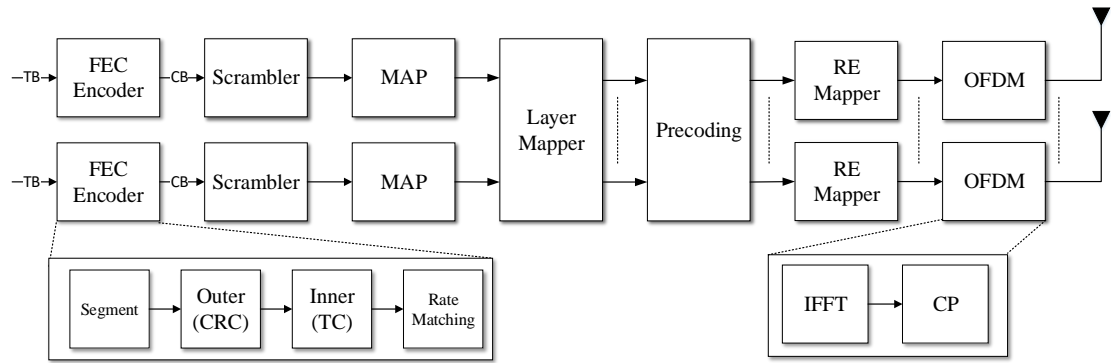 TB
FEC
Encoder
CB
Scrambler
MAP
Layer
Mapper
Precoding
RE
Mapper
OFDM
TB
FEC
Encoder
CB
Scrambler
MAP
RE
Mapper
OFDM
Segment
Outer
(CRC)
Inner
(TC)
Rate
Matching
IFFT
CP